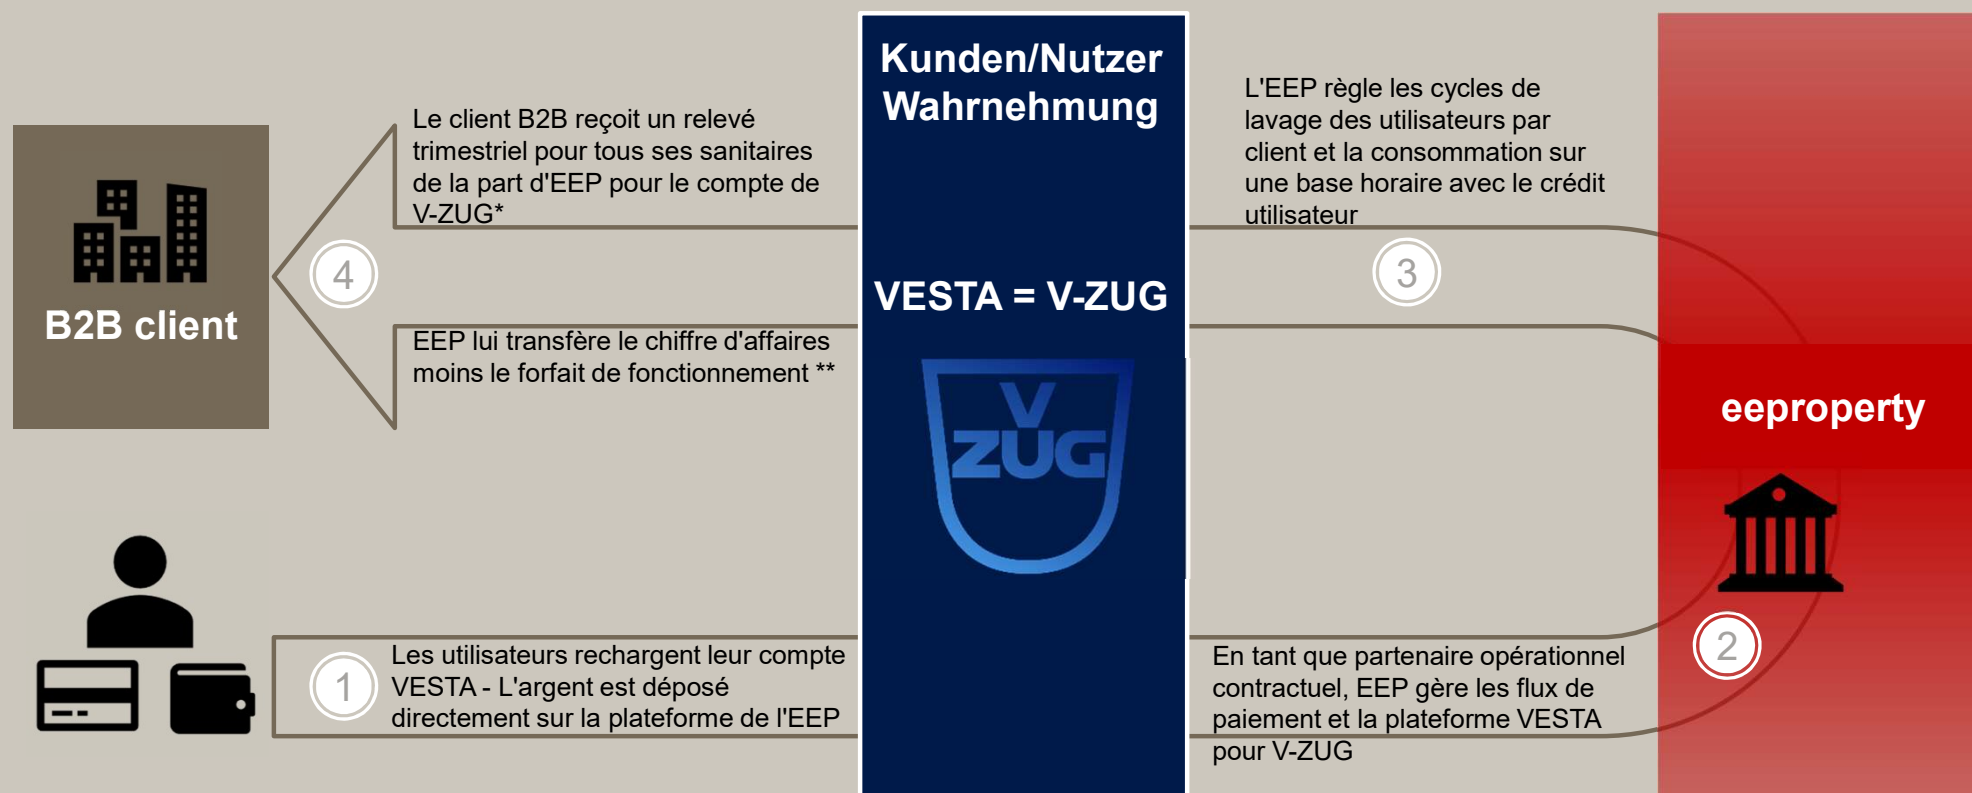 Kunden/Nutzer
Wahrnehmung
Le client B2B reçoit un relevé
trimestriel pour tous ses sanitaires
de la part d'EEP pour le compte de
V-ZUG*
L'EEP règle les cycles de
lavage des utilisateurs par
client et la consommation sur
une base horaire avec le crédit
utilisateur
4
3
B2B client
VESTA = V-ZUG
EEP lui transfère le chiffre d'affaires
moins le forfait de fonctionnement **
V
ZUG
eeproperty
1
Les utilisateurs rechargent leur compte
VESTA - L'argent est déposé
directement sur la plateforme de l'EEP
En tant que partenaire opérationnel
contractuel, EEP gère les flux de
paiement et la plateforme VESTA
pour V-ZUG
2